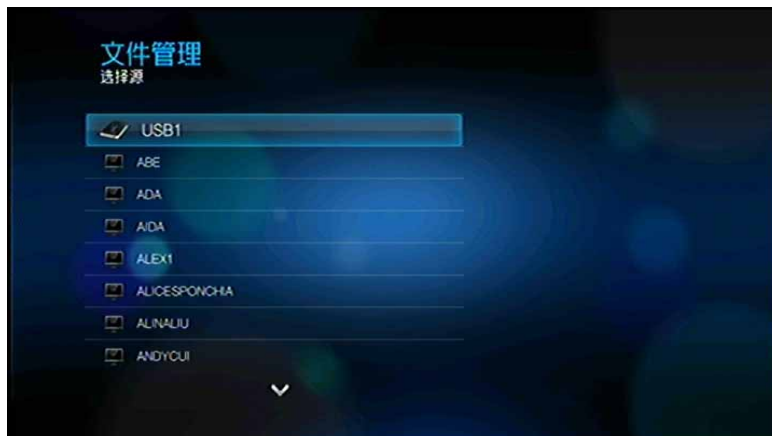 文件管理
选择源
USB1
ABE
ADA
AIDA
ALEX1
ALICESPONCHIA
ALINALIU
ANDYCUI